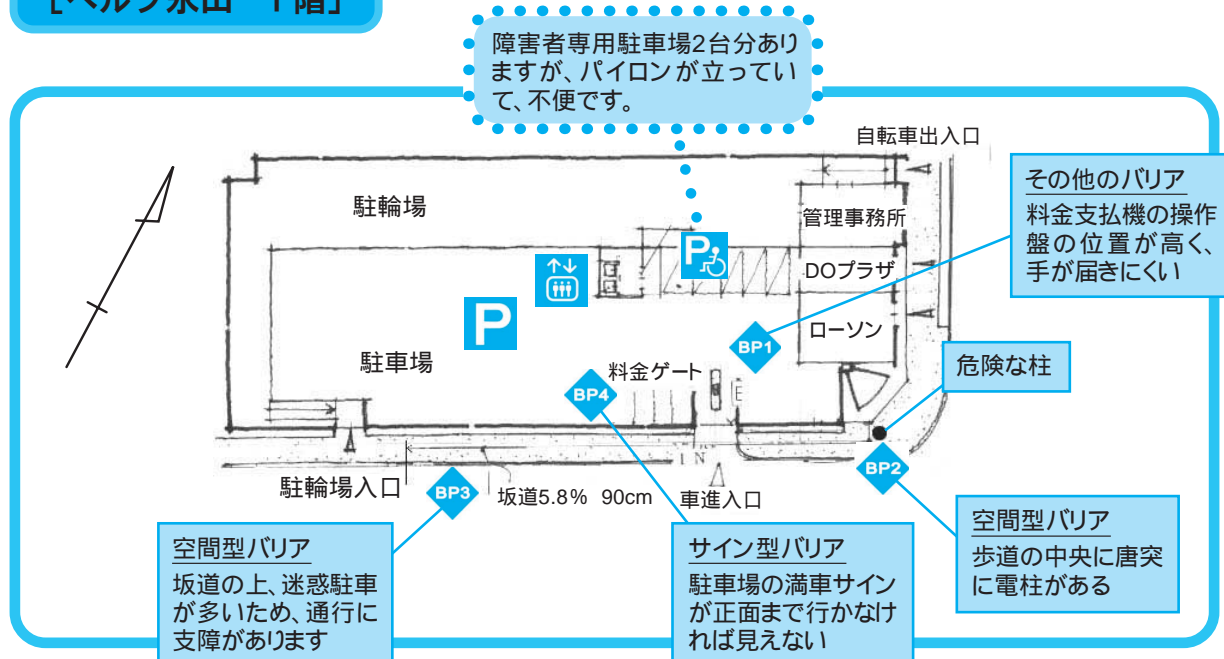 [ベルブ永山 1階]
障害者専用駐車場2台分あり
ますが、パイロンが立ってい
て、不便です。
自転車出入口
その他のバリア
料金支払機の操作
盤の位置が高く、
手が届きにくい
駐輪場
管理事務所
P
DOプラザ
P
ローソン
BP1
駐車場
料金ゲート
BP4
危険な柱
BP2
IN
駐輪場入口
BP3
坂道5.8% 90cm
車進入口
空間型バリア
坂道の上、迷惑駐車
が多いため、通行に
支障があります
サイン型バリア
駐車場の満車サイン
が正面まで行かなけ
れば見えない
空間型バリア
歩道の中央に唐突
に電柱がある